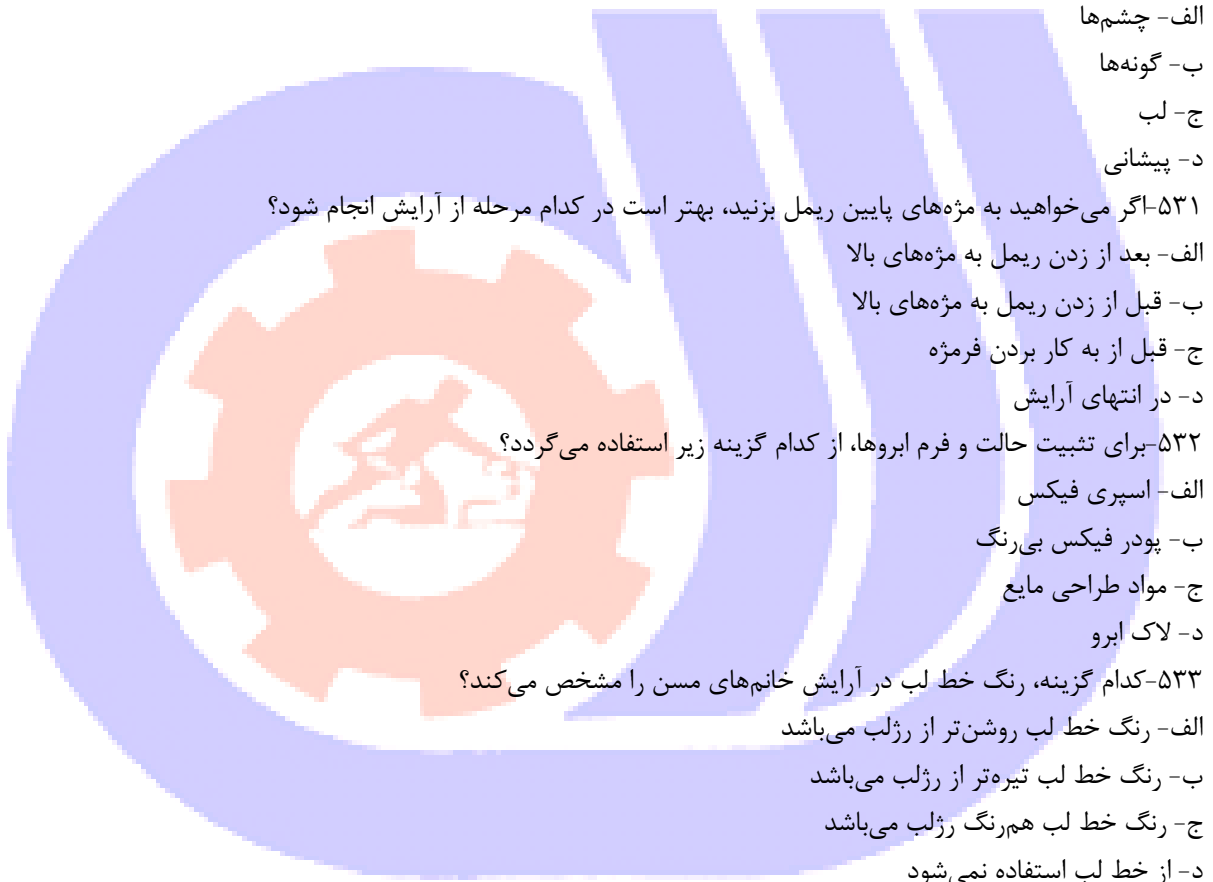 الف- چشم‌ها
ب- گونه‌ها
ج- لب
د- پیشانی
۵۳۱-اگر می‌خواهید به مژه‌های پایین ریمل بزنید، بهتر است در کدام مرحله از آرایش انجام شود؟
الف- بعد از زدن ریمل به مژه‌های بالا
ب- قبل از زدن ریمل به مژه‌های بالا
ج- قبل از به کار بردن فرمژه
د- در انتهای آرایش
۵۳۲-برای تثبیت حالت و فرم ابروها، از کدام گزینه زیر استفاده می‌گردد؟
الف- اسپری فیکس
ب- پودر فیکس بی‌رنگ
ج- مواد طراحی مایع
د- لاک ابرو
۵۳۳-کدام گزینه، رنگ خط لب در آرایش خانم‌های مسن را مشخص می‌کند؟
الف- رنگ خط لب روشن‌تر از رژلب می‌باشد
ب- رنگ خط لب تیره‌تر از رژلب می‌باشد
ج- رنگ خط لب هم‌رنگ رژلب می‌باشد
د- از خط لب استفاده نمی‌شود